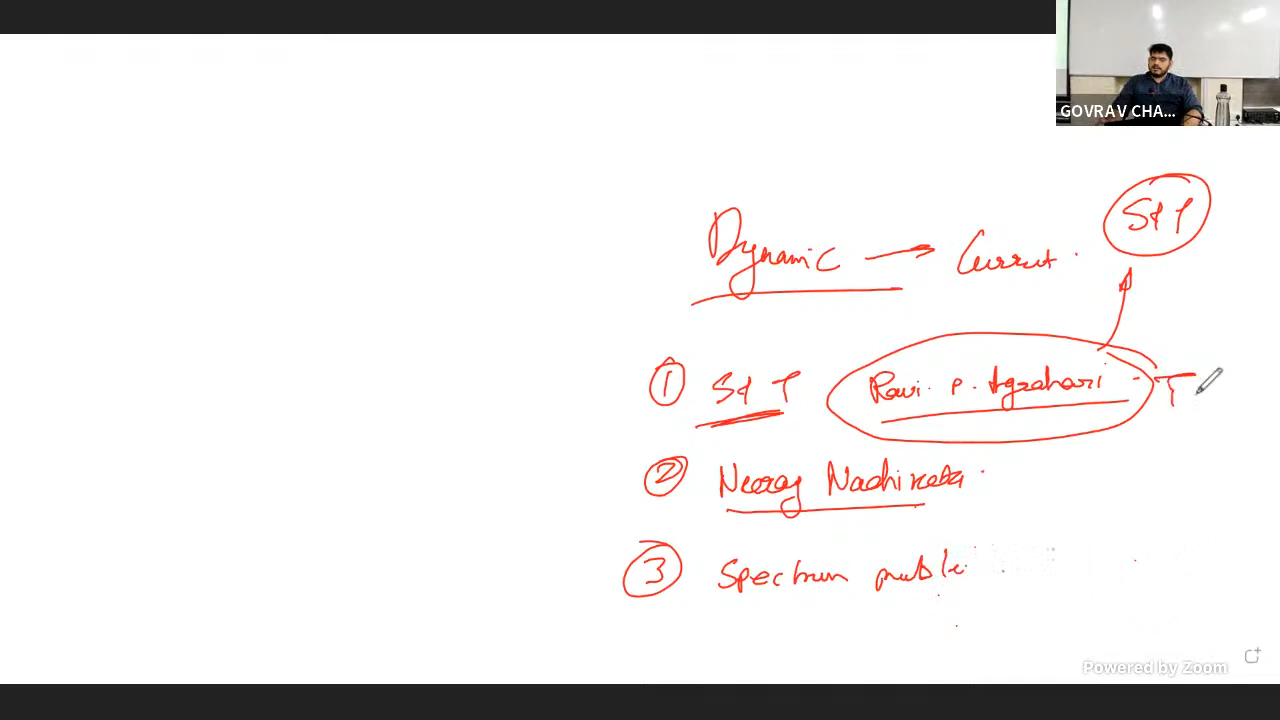 GOVRAV CHA...
S&T
Dynamic → Current.
① S&T Ravi. P. Agrahari - T
② Neeraj Nachiketa.
③ Spectrum publi
Powered by Zoom